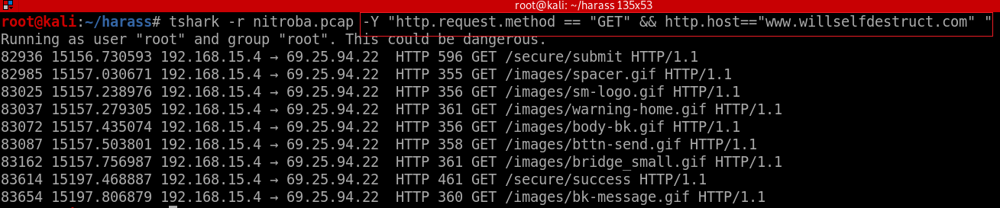 root@kali: ~/harass 135x53
root@kali:~/harass# tshark -r nitroba.pcap -Y "http.request.method == "GET" && http.host=="www.willselfdestruct.com" "
Running as user "root" and group "root". This could be dangerous.
82936 15156.730593 192.168.15.4 → 69.25.94.22  HTTP 596 GET /secure/submit HTTP/1.1
82985 15157.030671 192.168.15.4 → 69.25.94.22  HTTP 355 GET /images/spacer.gif HTTP/1.1
83025 15157.238976 192.168.15.4 → 69.25.94.22  HTTP 356 GET /images/sm-logo.gif HTTP/1.1
83037 15157.279305 192.168.15.4 → 69.25.94.22  HTTP 361 GET /images/warning-home.gif HTTP/1.1
83072 15157.435074 192.168.15.4 → 69.25.94.22  HTTP 356 GET /images/body-bk.gif HTTP/1.1
83087 15157.503801 192.168.15.4 → 69.25.94.22  HTTP 358 GET /images/bttn-send.gif HTTP/1.1
83162 15157.756987 192.168.15.4 → 69.25.94.22  HTTP 361 GET /images/bridge_small.gif HTTP/1.1
83614 15197.468887 192.168.15.4 → 69.25.94.22  HTTP 461 GET /secure/success HTTP/1.1
83654 15197.806879 192.168.15.4 → 69.25.94.22  HTTP 360 GET /images/bk-message.gif HTTP/1.1